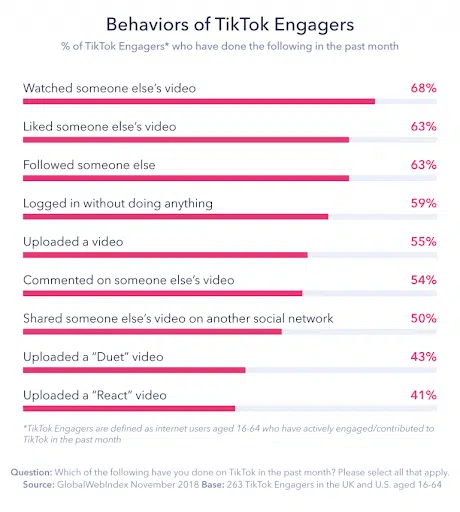 Behaviors of TikTok Engagers
% of TikTok Engagers* who have done the following in the past month
Watched someone else’s video 68%
Liked someone else’s video 63%
Followed someone else 63%
Logged in without doing anything 59%
Uploaded a video 55%
Commented on someone else’s video 54%
Shared someone else’s video on another social network 50%
Uploaded a “Duet” video 43%
Uploaded a “React” video 41%
*TikTok Engagers are defined as internet users aged 16-64 who have actively engaged/contributed to
TikTok in the past month
Question: Which of the following have you done on TikTok in the past month? Please select all that apply.
Source: GlobalWebIndex November 2018 Base: 263 TikTok Engagers in the UK and U.S. aged 16-64